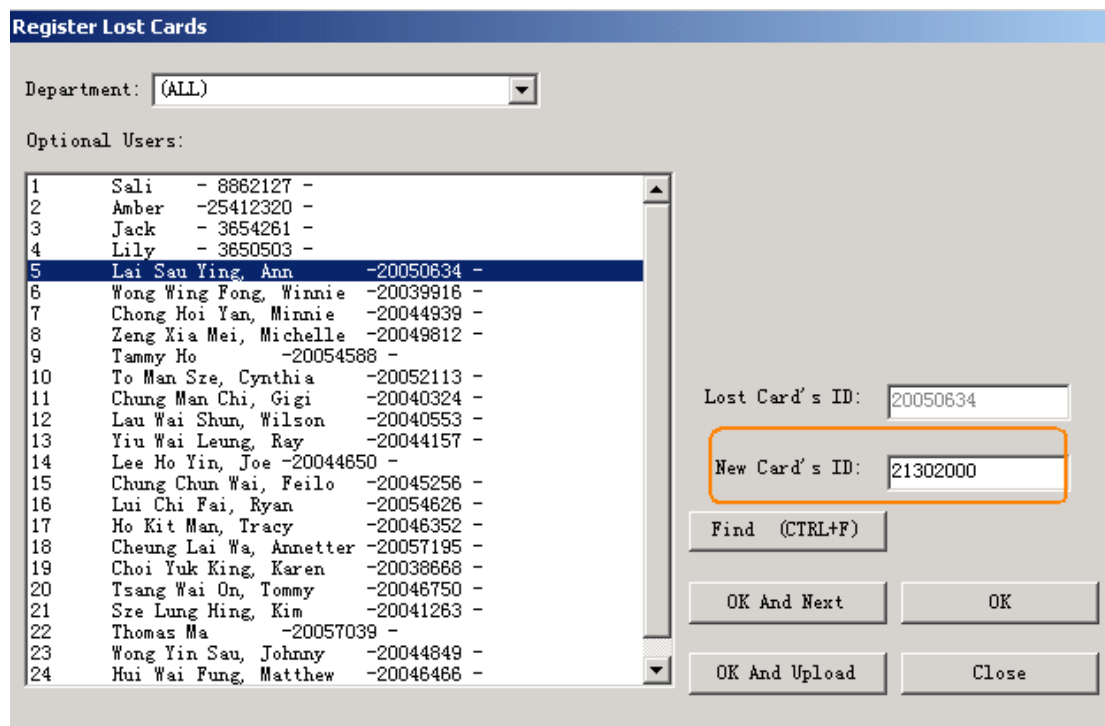 Register Lost Cards
Department: (ALL)
Optional Users:
1 Sali - 8862127 -
2 Amber -25412320 -
3 Jack - 3654261 -
4 Lily - 3650503 -
5 Lai Sau Ying, Ann -20050634 -
6 Wong Wing Fong, Winnie -20039916 -
7 Chong Hoi Yan, Minnie -20044939 -
8 Zeng Xia Mei, Michelle -20049812 -
9 Tammy Ho -20054588 -
10 To Man Sze, Cynthia -20052113 -
11 Chung Man Chi, Gigi -20040324 -
12 Lau Wai Shun, Wilson -20040553 -
13 Yiu Wai Leung, Ray -20044157 -
14 Lee Ho Yin, Joe -20044650 -
15 Chung Chun Wai, Feilo -20045256 -
16 Lui Chi Fai, Ryan -20054626 -
17 Ho Kit Man, Tracy -20046352 -
18 Cheung Lai Wa, Annetter -20057195 -
19 Choi Yuk King, Karen -20038668 -
20 Tsang Wai On, Tommy -20046750 -
21 Sze Lung Hing, Kim -20041263 -
22 Thomas Ma -20057039 -
23 Wong Yin Sau, Johnny -20044849 -
24 Hui Wai Fung, Matthew -20046466 -
Lost Card's ID: 20050634
New Card's ID: 21302000
Find (CTRL+F)
OK And Next OK
OK And Upload Close